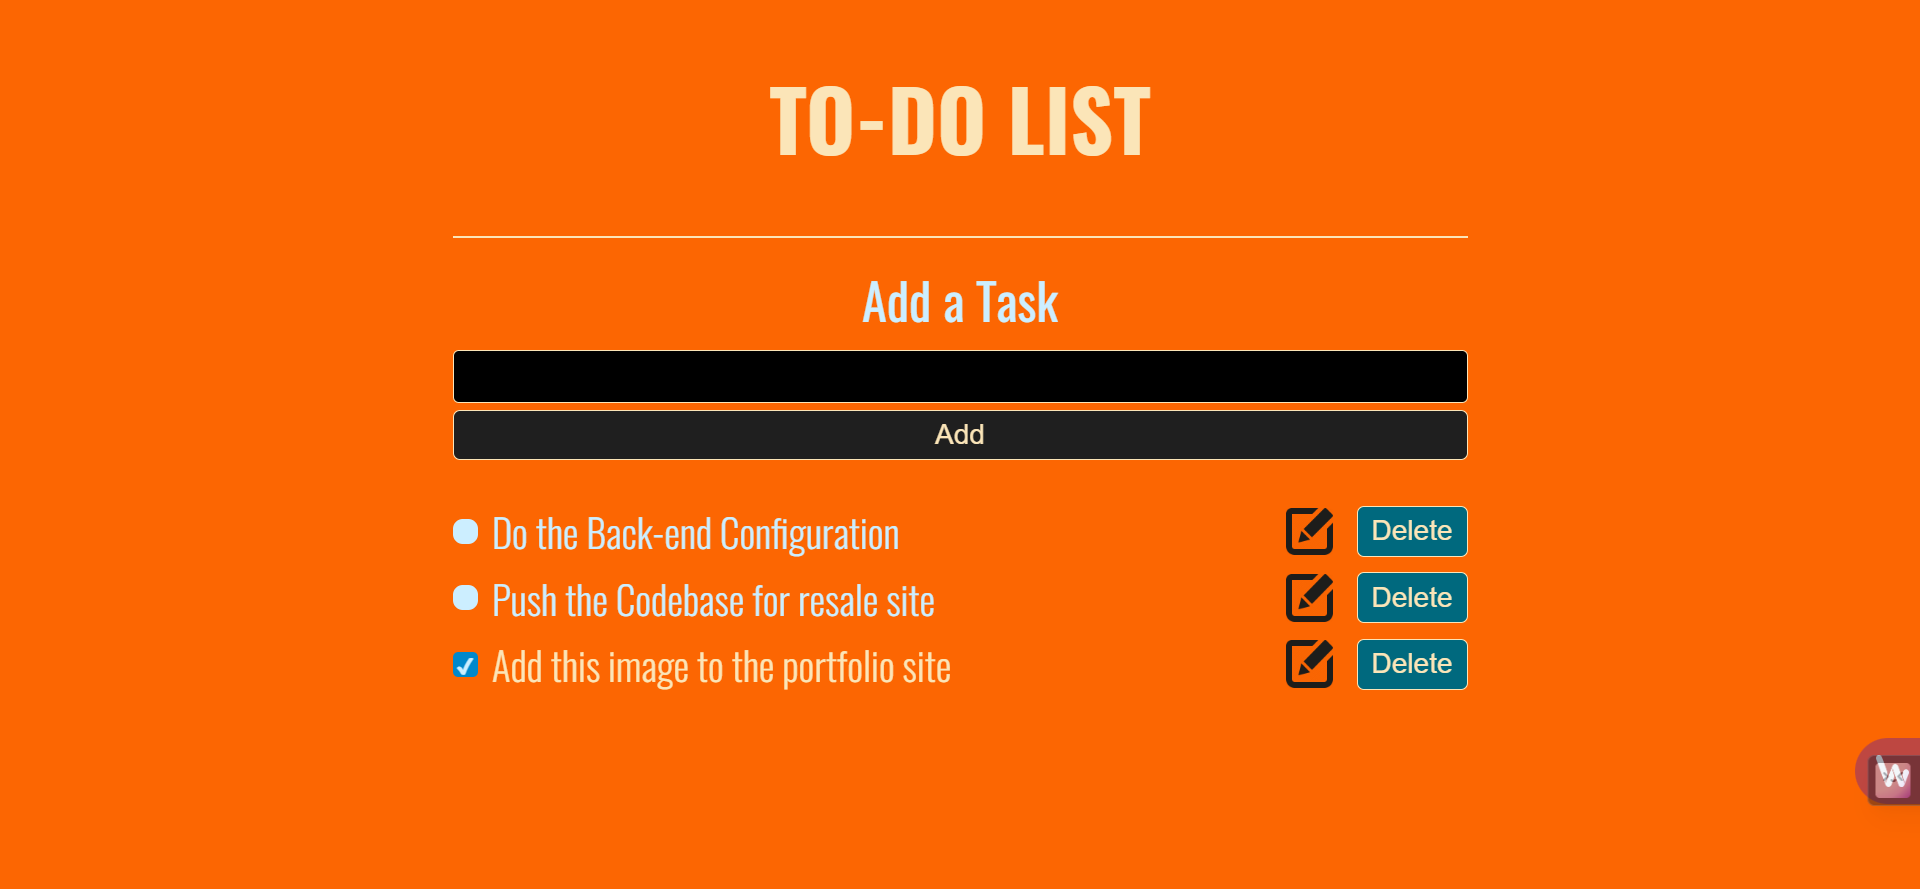 TO-DO LIST
Add a Task
Add
Do the Back-end Configuration
Delete
Push the Codebase for resale site
Delete
Add this image to the portfolio site
Delete
W